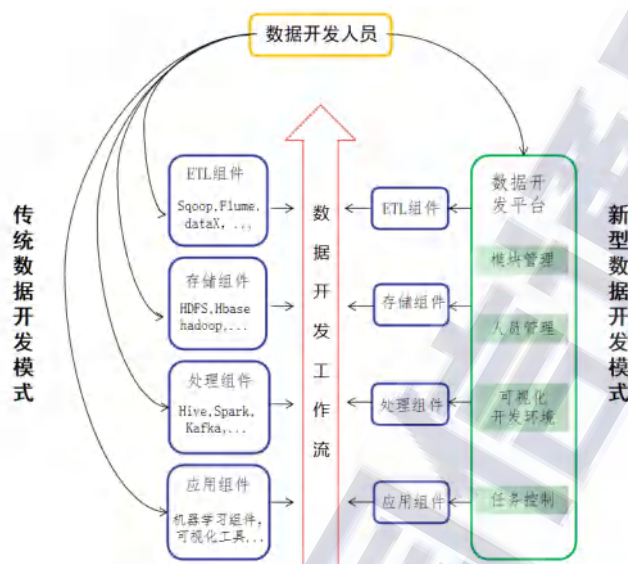 数据开发人员
传统数据开发模式
ETL组件
Sqoop,Flume.
dataX, ...
存储组件
HDFS,Hbase
hadoop,...
处理组件
Hive,Spark,
Kafka,...
应用组件
机器学习组件,
可视化工具...
数据开发工作流
ETL组件
存储组件
处理组件
应用组件
数据开
发平台
模块管理
人员管理
可视化
开发环境
任务控制
新型数据开发模式